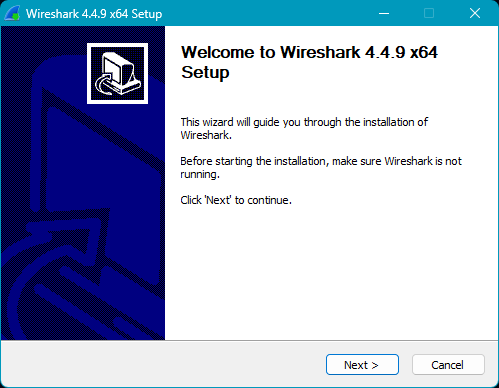 Wireshark 4.4.9 x64 Setup
Welcome to Wireshark 4.4.9 x64
Setup
This wizard will guide you through the installation of
Wireshark.
Before starting the installation, make sure Wireshark is not
running.
Click 'Next' to continue.
Next >
Cancel